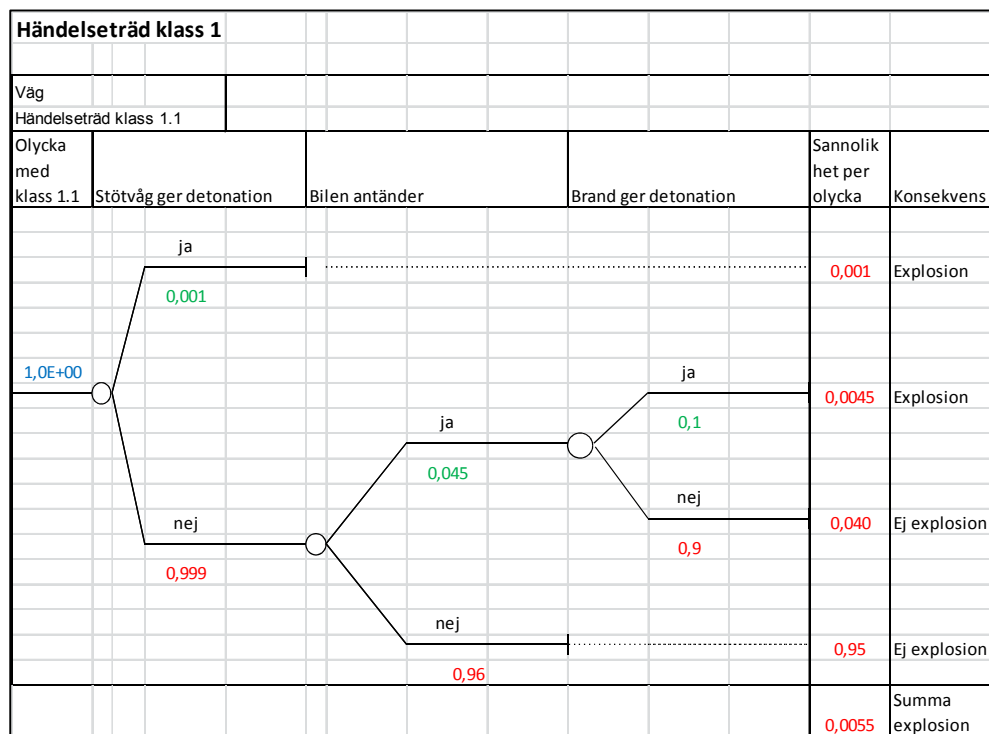 Händelseträd klass 1
Väg
Händelseträd klass 1.1
Olycka
med
klass 1.1
Stötvåg ger detonation
Bilen antänder
Brand ger detonation
Sannolik
het per
olycka
Konsekvens
ja
0,001
0,001
Explosion
1,0E+00
ja
0,1
0,0045
Explosion
ja
0,045
nej
0,9
0,040
Ej explosion
nej
0,999
nej
0,96
0,95
Ej explosion
Summa
explosion
0,0055